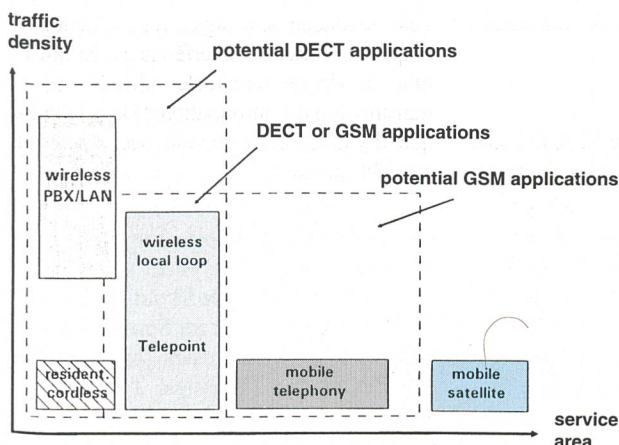 traffic
density
potential DECT applications
DECT or GSM applications
potential GSM applications
wireless
PBX/LAN
wireless
local loop
Telepoint
resident.
cordless
mobile
telephony
mobile
satellite
service
area